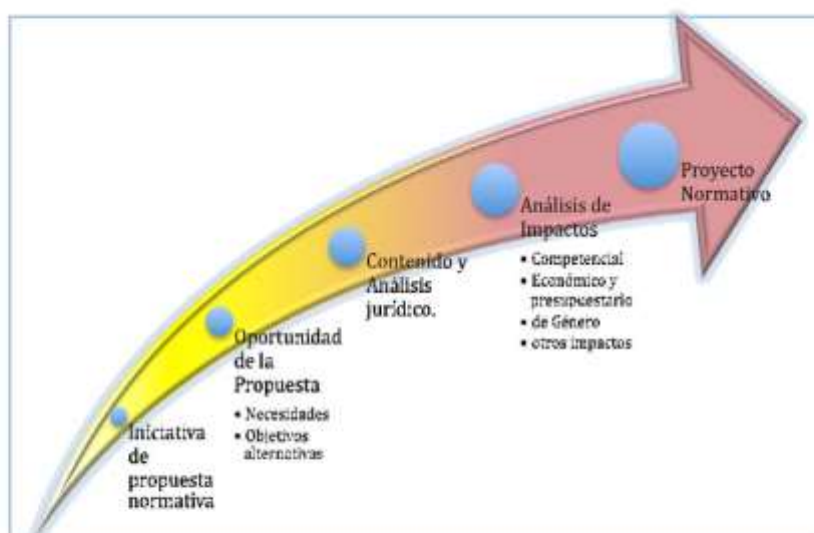 Iniciativa
de
propuesta
normativa
Oportunidad
de la
Propuesta
• Necesidades
• Objetivos
alternativas
Contenido y
Análisis
jurídico.
Análisis de
Impactos
• Competencial
• Económico y
presupuestario
• de Género
• otros impactos
Proyecto
Normativo